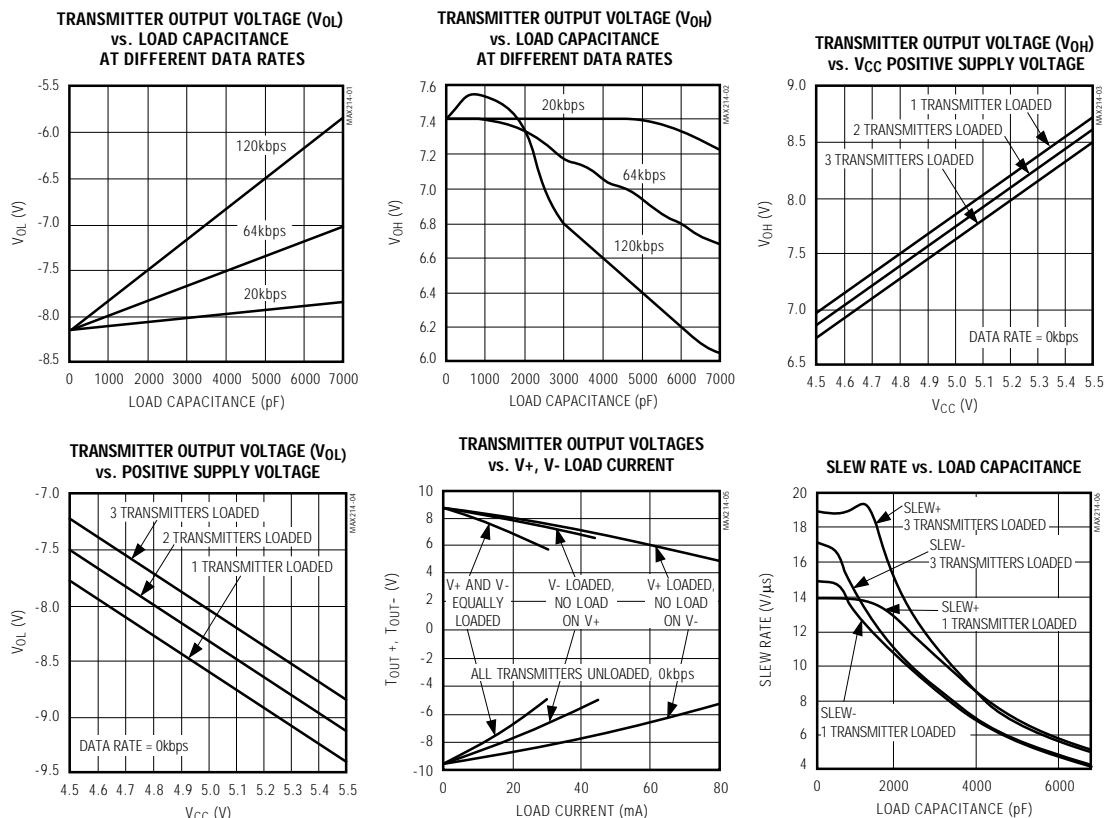 TRANSMITTER OUTPUT VOLTAGE (VOL)
vs. LOAD CAPACITANCE
AT DIFFERENT DATA RATES
MAX214-01
VOL (V)
-5.5
-6.0
-6.5
-7.0
-7.5
-8.0
-8.5
120kbps
64kbps
20kbps
0 1000 2000 3000 4000 5000 6000 7000
LOAD CAPACITANCE (pF)
TRANSMITTER OUTPUT VOLTAGE (VOH)
vs. LOAD CAPACITANCE
AT DIFFERENT DATA RATES
MAX214-02
VOH (V)
7.6
7.4
7.2
7.0
6.8
6.6
6.4
6.2
6.0
20kbps
64kbps
120kbps
0 1000 2000 3000 4000 5000 6000 7000
LOAD CAPACITANCE (pF)
TRANSMITTER OUTPUT VOLTAGE (VOH)
vs. VCC POSITIVE SUPPLY VOLTAGE
MAX214-03
VOH (V)
9.0
8.5
8.0
7.5
7.0
6.5
1 TRANSMITTER LOADED
2 TRANSMITTERS LOADED
3 TRANSMITTERS LOADED
DATA RATE = 0kbps
4.5 4.6 4.7 4.8 4.9 5.0 5.1 5.2 5.3 5.4 5.5
VCC (V)
TRANSMITTER OUTPUT VOLTAGE (VOL)
vs. POSITIVE SUPPLY VOLTAGE
MAX214-04
VOL (V)
-7.0
-7.5
-8.0
-8.5
-9.0
-9.5
3 TRANSMITTERS LOADED
2 TRANSMITTERS LOADED
1 TRANSMITTER LOADED
DATA RATE = 0kbps
4.5 4.6 4.7 4.8 4.9 5.0 5.1 5.2 5.3 5.4 5.5
VCC (V)
TRANSMITTER OUTPUT VOLTAGES
vs. V+, V- LOAD CURRENT
MAX214-05
TOUT +, TOUT- (V)
10
8
6
4
2
0
-2
-4
-6
-8
-10
V+ AND V-
EQUALLY
LOADED
V- LOADED,
NO LOAD
ON V+
V+ LOADED,
NO LOAD
ON V-
ALL TRANSMITTERS UNLOADED, 0kbps
0 20 40 60 80
LOAD CURRENT (mA)
SLEW RATE vs. LOAD CAPACITANCE
MAX214-06
SLEW RATE (V/µs)
20
18
16
14
12
10
8
6
4
SLEW+
3 TRANSMITTERS LOADED
SLEW-
3 TRANSMITTERS LOADED
SLEW+
1 TRANSMITTER LOADED
SLEW-
1 TRANSMITTER LOADED
0 2000 4000 6000
LOAD CAPACITANCE (pF)